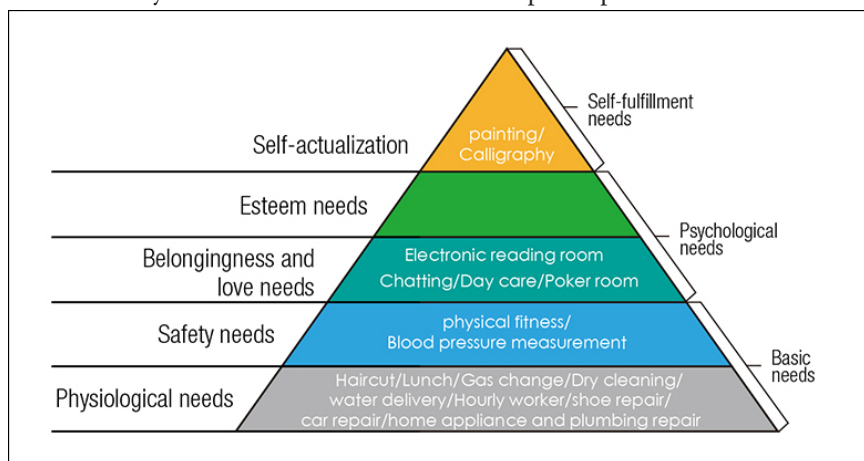 Self-fulfillment
needs
painting/
Calligraphy
Self-actualization
Esteem needs
Psychological
needs
Electronic reading room
Chatting/Day care/Poker room
Belongingness and
love needs
physical fitness/
Blood pressure measurement
Safety needs
Basic
needs
Haircut/Lunch/Gas change/Dry cleaning/
water delivery/Hourly worker/shoe repair/
car repair/home appliance and plumbing repair
Physiological needs